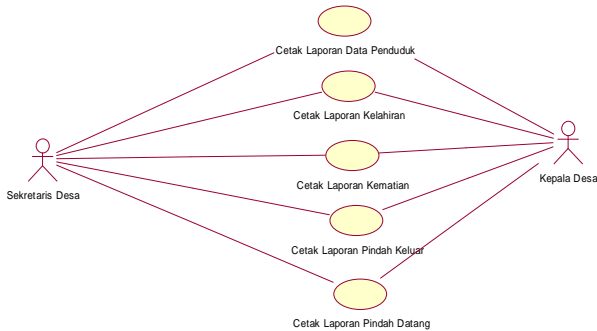 Cetak Laporan Data Penduduk
Cetak Laporan Kelahiran
Cetak Laporan Kematian
Sekretaris Desa
Kepala Desa
Cetak Laporan Pindah Keluar
Cetak Laporan Pindah Datang